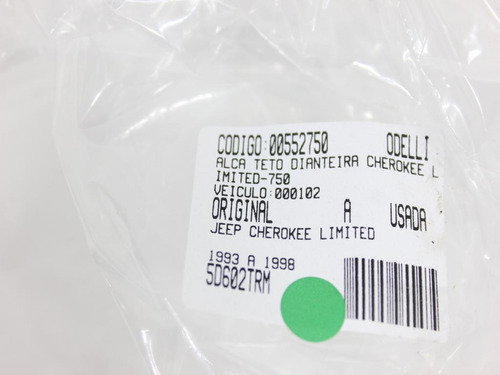 CODIGO:00552750 ODELLI
ALCA TETO DIANTEIRA CHEROKEE L
IMITED-750
VEICULO:000102
ORIGINAL A USADA
JEEP CHEROKEE LIMITED
1993 A 1998
5D602TRM